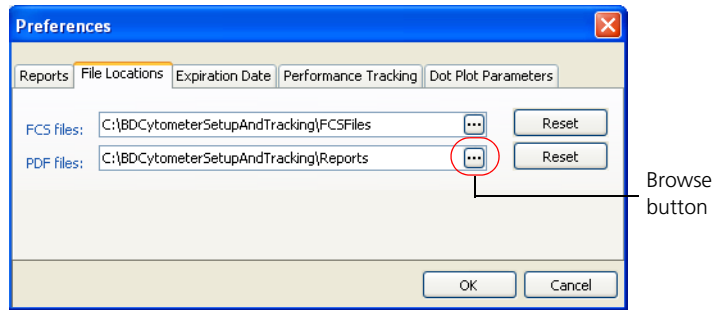 Preferences
Reports File Locations Expiration Date Performance Tracking Dot Plot Parameters
FCS files: C:\BDCytometerSetupAndTracking\FCSFiles ... Reset
PDF files: C:\BDCytometerSetupAndTracking\Reports ... Reset
Browse
button
OK Cancel